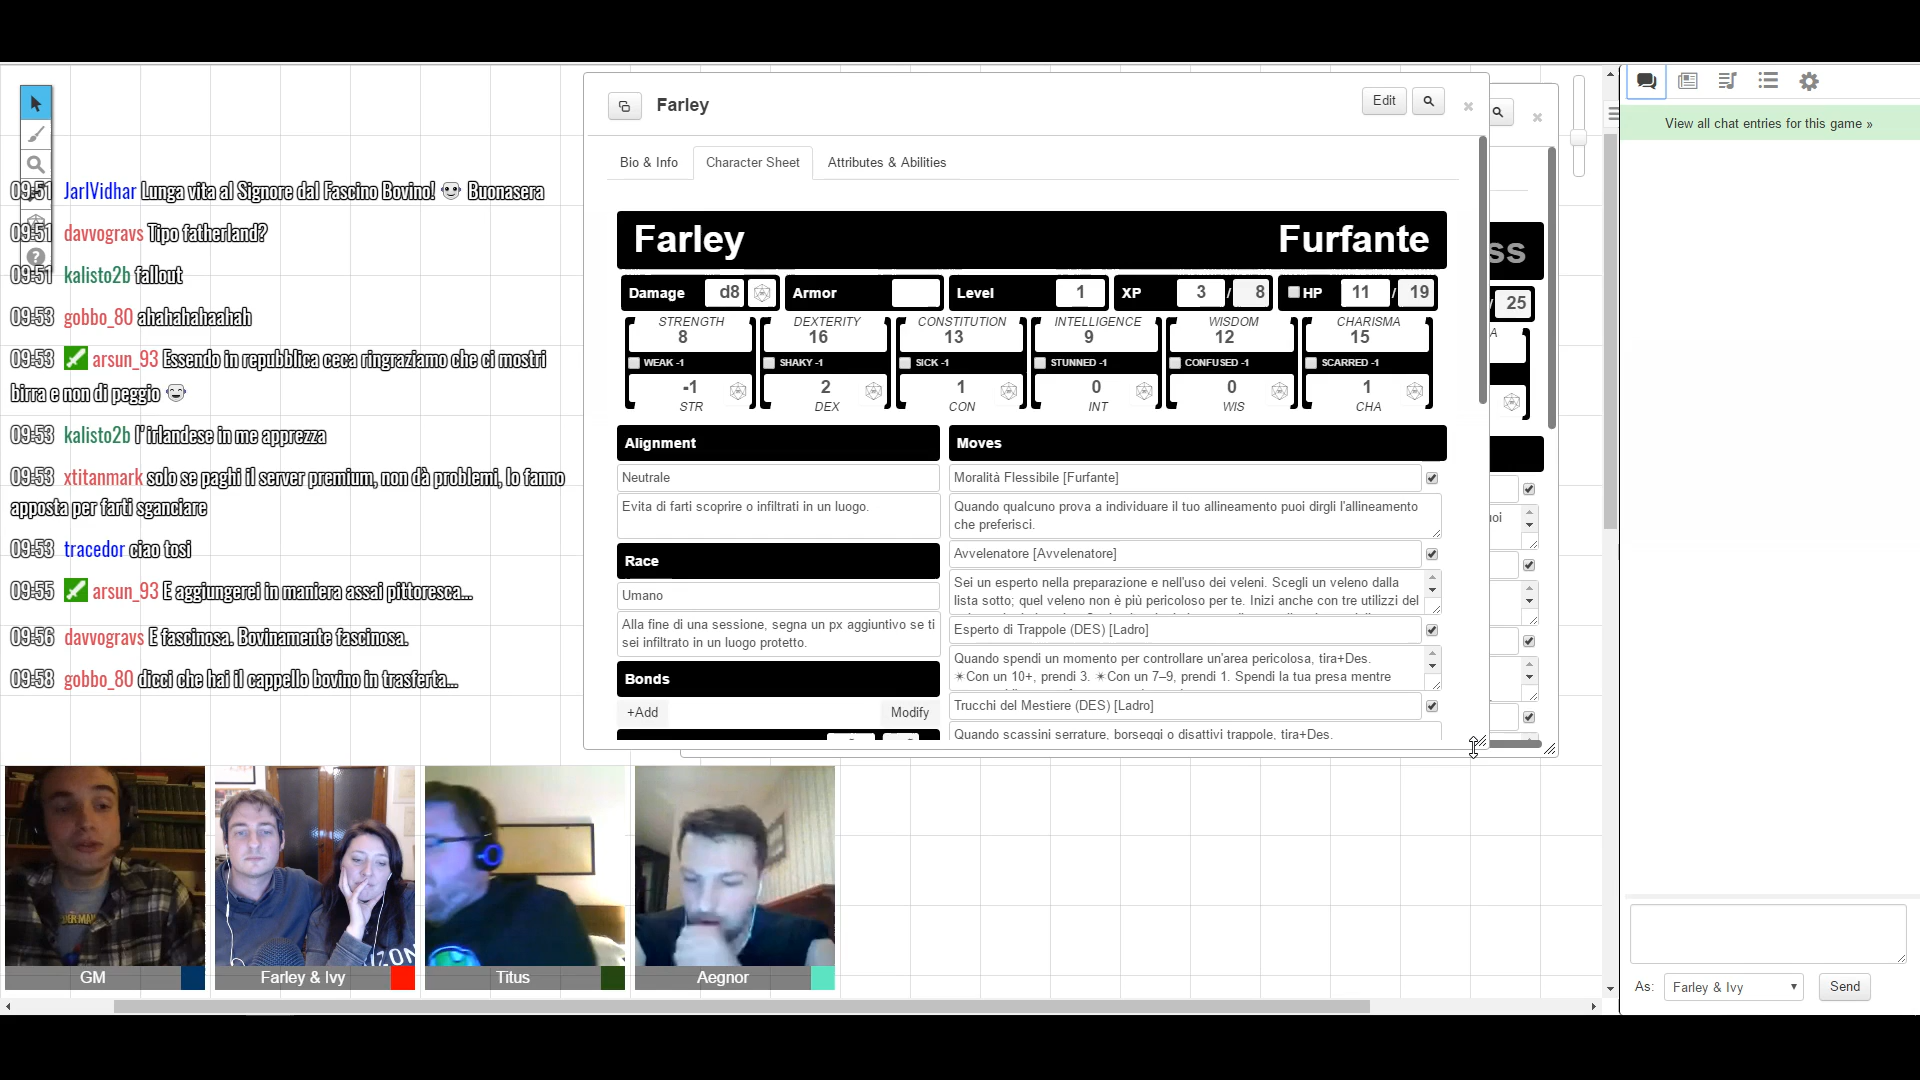 Farley
Edit
Bio & Info
Character Sheet
Attributes & Abilities
View all chat entries for this game »
09:51 JarlVidhar Lunga vita al Signore dal Fascino Bovino! Buonasera
09:51 davvogravs Tipo fatherland?
09:51 kalisto2b fallout
09:53 gobbo_80 ahahahahaahah
09:53 arsun_93 Essendo in repubblica ceca ringraziamo che ci mostri
birra e non di peggio
09:53 kalisto2b l'irlandese in me apprezza
09:53 xtitanmark solo se paghi il server premium, non dà problemi, lo fanno
apposta per farti sganciare
09:53 tracedor ciao tosi
09:55 arsun_93 E aggiungerei in maniera assai pittoresca...
09:56 davvogravs E fascinosa. Bovinamente fascinosa.
09:58 gobbo_80 dicci che hai il cappello bovino in trasferta...
Farley Furfante
Damage d8 Armor Level 1 XP 3 / 8 HP 11 / 19
STRENGTH DEXTERITY CONSTITUTION INTELLIGENCE WISDOM CHARISMA
8 16 13 9 12 15
WEAK -1 SHAKY -1 SICK -1 STUNNED -1 CONFUSED -1 SCARRED -1
-1 2 1 0 0 1
STR DEX CON INT WIS CHA
Alignment
Neutrale
Evita di farti scoprire o infiltrati in un luogo.
Race
Umano
Alla fine di una sessione, segna un px aggiuntivo se ti
sei infiltrato in un luogo protetto.
Bonds
+Add Modify
Moves
Moralità Flessibile [Furfante]
Quando qualcuno prova a individuare il tuo allineamento puoi dirgli l'allineamento
che preferisci.
Avvelenatore [Avvelenatore]
Sei un esperto nella preparazione e nell'uso dei veleni. Scegli un veleno dalla
lista sotto; quel veleno non è più pericoloso per te. Inizi anche con tre utilizzi del
Esperto di Trappole (DES) [Ladro]
Quando spendi un momento per controllare un'area pericolosa, tira+Des.
✴Con un 10+, prendi 3. ✴Con un 7–9, prendi 1. Spendi la tua presa mentre
Trucchi del Mestiere (DES) [Ladro]
Quando scassini serrature, borseggi o disattivi trappole, tira+Des.
ss
/ 25
A
GM
Farley & Ivy
Titus
Aegnor
As: Farley & Ivy Send